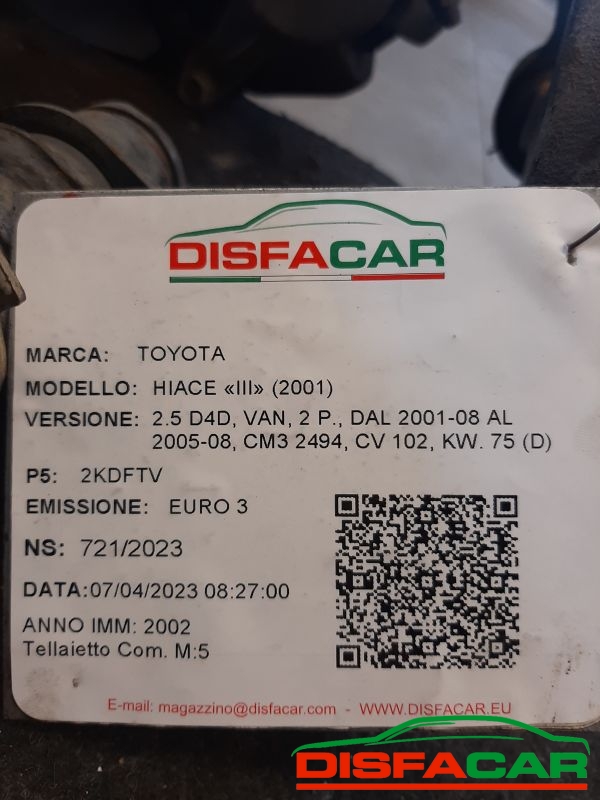 DISFACAR
MARCA: TOYOTA
MODELLO: HIACE «III» (2001)
VERSIONE: 2.5 D4D, VAN, 2 P., DAL 2001-08 AL
2005-08, CM3 2494, CV 102, KW. 75 (D)
P5: 2KDFTV
EMISSIONE: EURO 3
NS: 721/2023
DATA:07/04/2023 08:27:00
ANNO IMM: 2002
Tellaietto Com. M:5
E-mail: magazzino@disfacar.com - WWW.DISFACAR.EU
DISFACAR